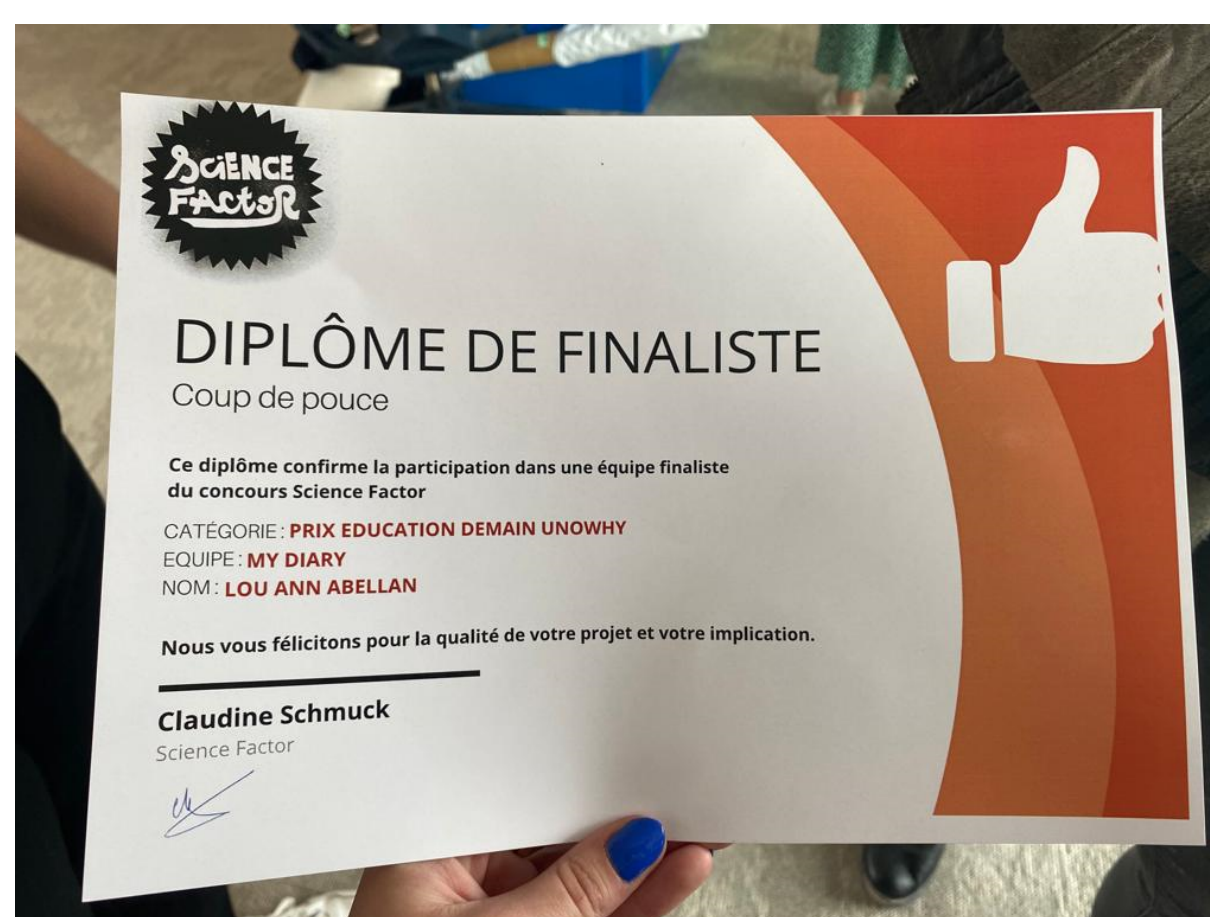 SCiENCE
FACtoR
DIPLÔME DE FINALISTE
Coup de pouce
Ce diplôme confirme la participation dans une équipe finaliste
du concours Science Factor
CATÉGORIE : PRIX EDUCATION DEMAIN UNOWHY
EQUIPE : MY DIARY
NOM : LOU ANN ABELLAN
Nous vous félicitons pour la qualité de votre projet et votre implication.
Claudine Schmuck
Science Factor